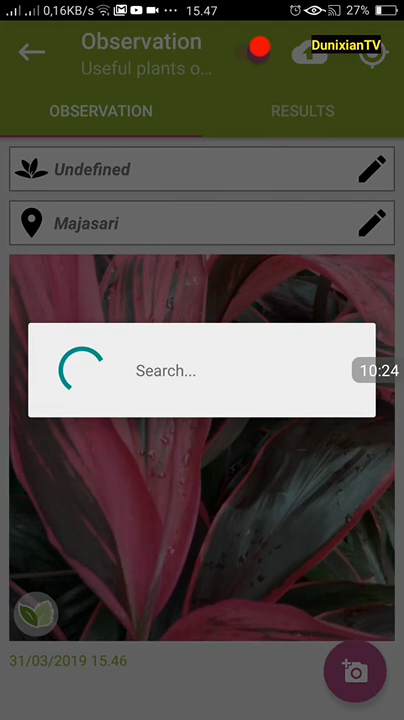 0,16KB/s ... 15.47 27%
Observation
DunixianTV
Useful plants o...
OBSERVATION RESULTS
Undefined
Majasari
Search...
10:24
31/03/2019 15.46